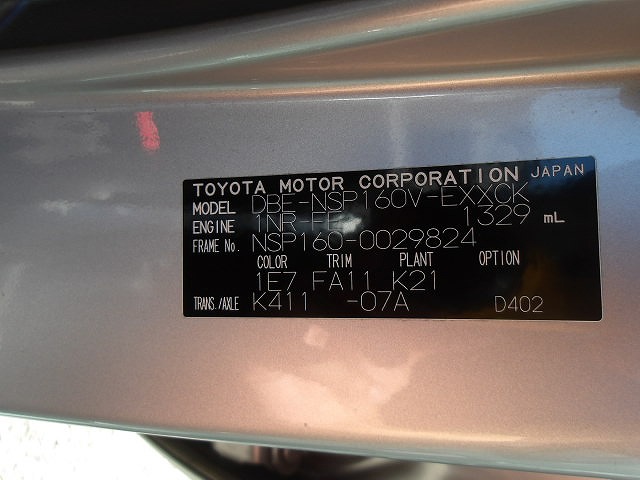 TOYOTA MOTOR CORPORATION JAPAN
MODEL DBE-NSP160V-EXXCK
ENGINE 1NR-FE 1329 mL
FRAME No. NSP160-0029824
COLOR TRIM PLANT OPTION
1E7 FA11 K21
TRANS./AXLE K411 -07A D402